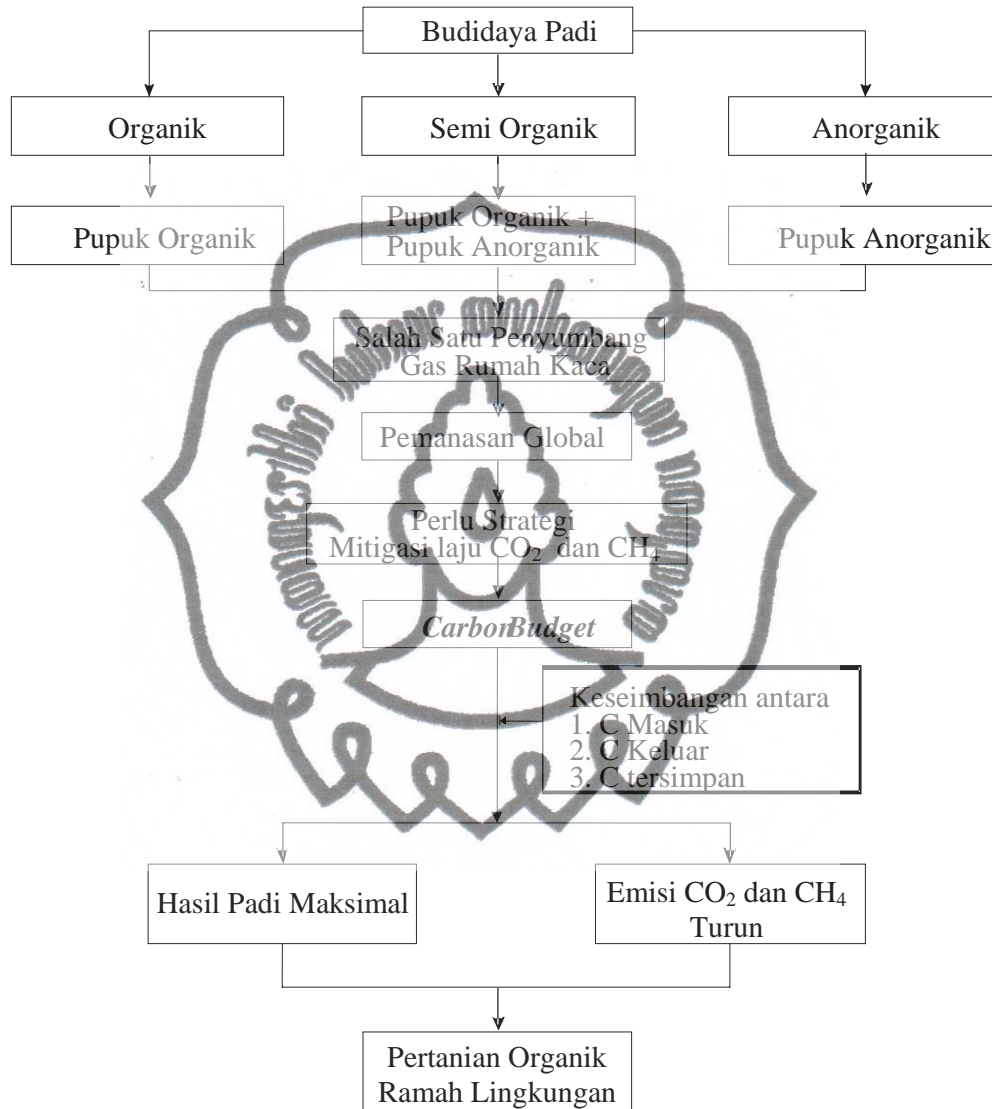 Budidaya Padi
Organik
Semi Organik
Anorganik
Pupuk Organik
Pupuk Organik +
Pupuk Anorganik
Pupuk Anorganik
Salah Satu Penyumbang
Gas Rumah Kaca
Pemanasan Global
Perlu Strategi
Mitigasi laju CO₂ dan CH₄
CarbonBudget
Keseimbangan antara
1. C Masuk
2. C Keluar
3. C tersimpan
Hasil Padi Maksimal
Emisi CO₂ dan CH₄
Turun
Pertanian Organik
Ramah Lingkungan